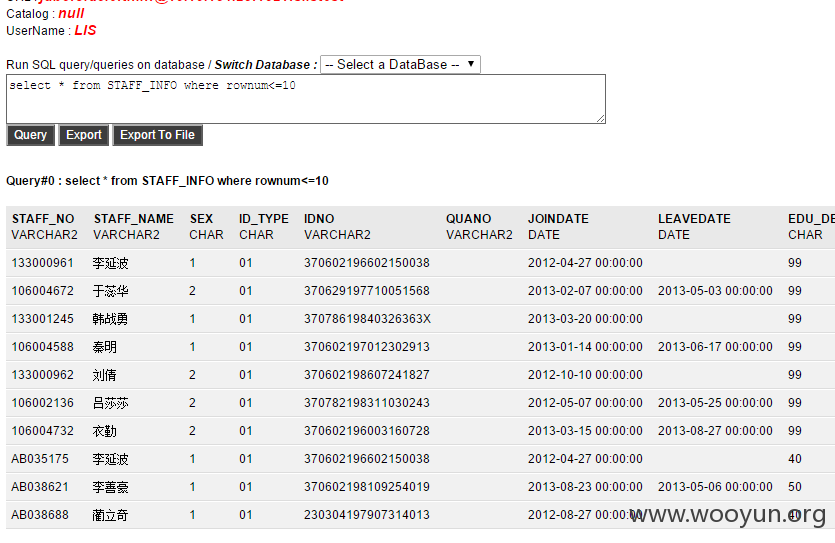 Catalog : null
UserName : LIS
Run SQL query/queries on database / Switch Database : -- Select a DataBase --
select * from STAFF_INFO where rownum<=10
Query Export Export To File
Query#0 : select * from STAFF_INFO where rownum<=10
STAFF_NO STAFF_NAME SEX ID_TYPE IDNO QUANO JOINDATE LEAVEDATE EDU_DE
VARCHAR2 VARCHAR2 CHAR CHAR VARCHAR2 VARCHAR2 DATE DATE CHAR
133000961 李延波 1 01 370602196602150038 2012-04-27 00:00:00 99
106004672 于蕊华 2 01 370629197710051568 2013-02-07 00:00:00 2013-05-03 00:00:00 99
133001245 韩战勇 1 01 37078619840326363X 2013-03-20 00:00:00 99
106004588 秦明 1 01 370602197012302913 2013-01-14 00:00:00 2013-06-17 00:00:00 99
133000962 刘倩 2 01 370602198607241827 2012-10-10 00:00:00 99
106002136 吕莎莎 2 01 370782198311030243 2012-05-07 00:00:00 2013-05-25 00:00:00 99
106004732 衣勤 2 01 370602196003160728 2013-03-15 00:00:00 2013-08-27 00:00:00 99
AB035175 李延波 1 01 370602196602150038 2012-04-27 00:00:00 40
AB038621 李善豪 1 01 370602198109254019 2013-08-23 00:00:00 2013-05-06 00:00:00 50
AB038688 蔺立奇 1 01 230304197907314013 2012-08-27 00:00:00 40
www.wooyun.org